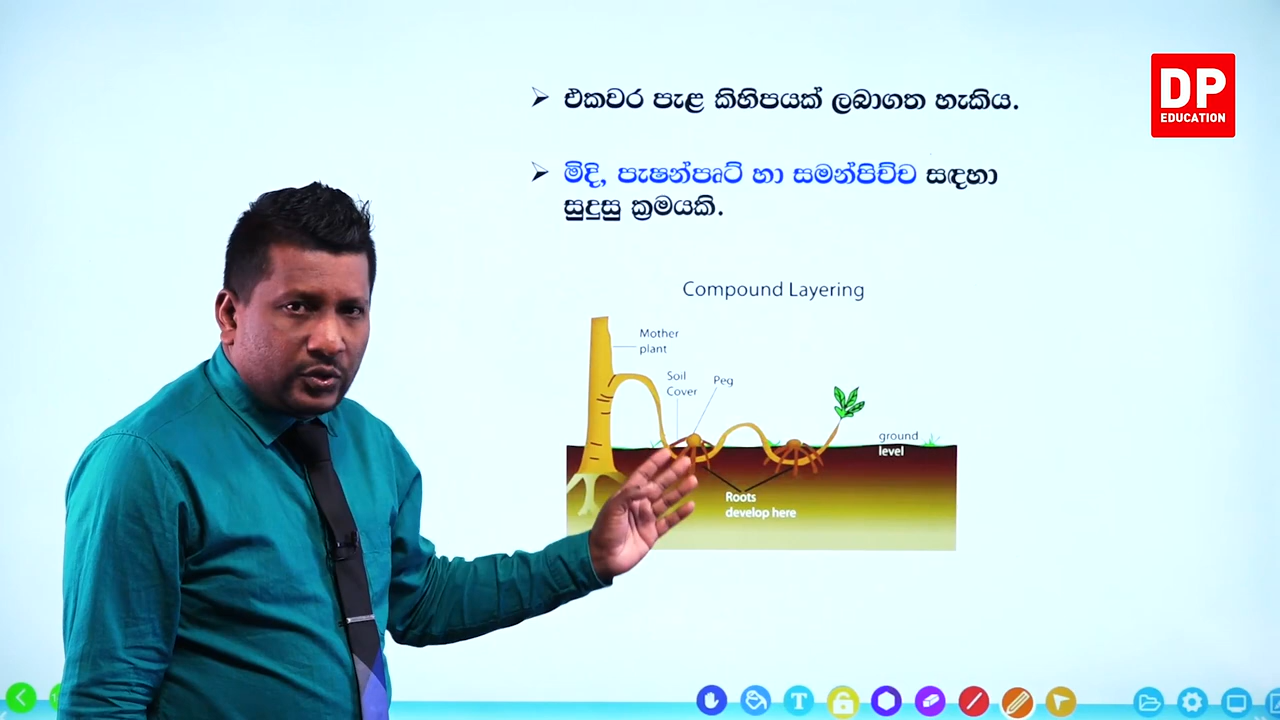 DP
EDUCATION
එකවර පැළ කිහිපයක් ලබාගත හැකිය.
මිදි, පැෂන්පෘට් හා සමන්පිච්ච සඳහා
සුදුසු ක්‍රමයකි.
Compound Layering
Mother
plant
Soil
Cover
Peg
ground
level
Roots
develop here